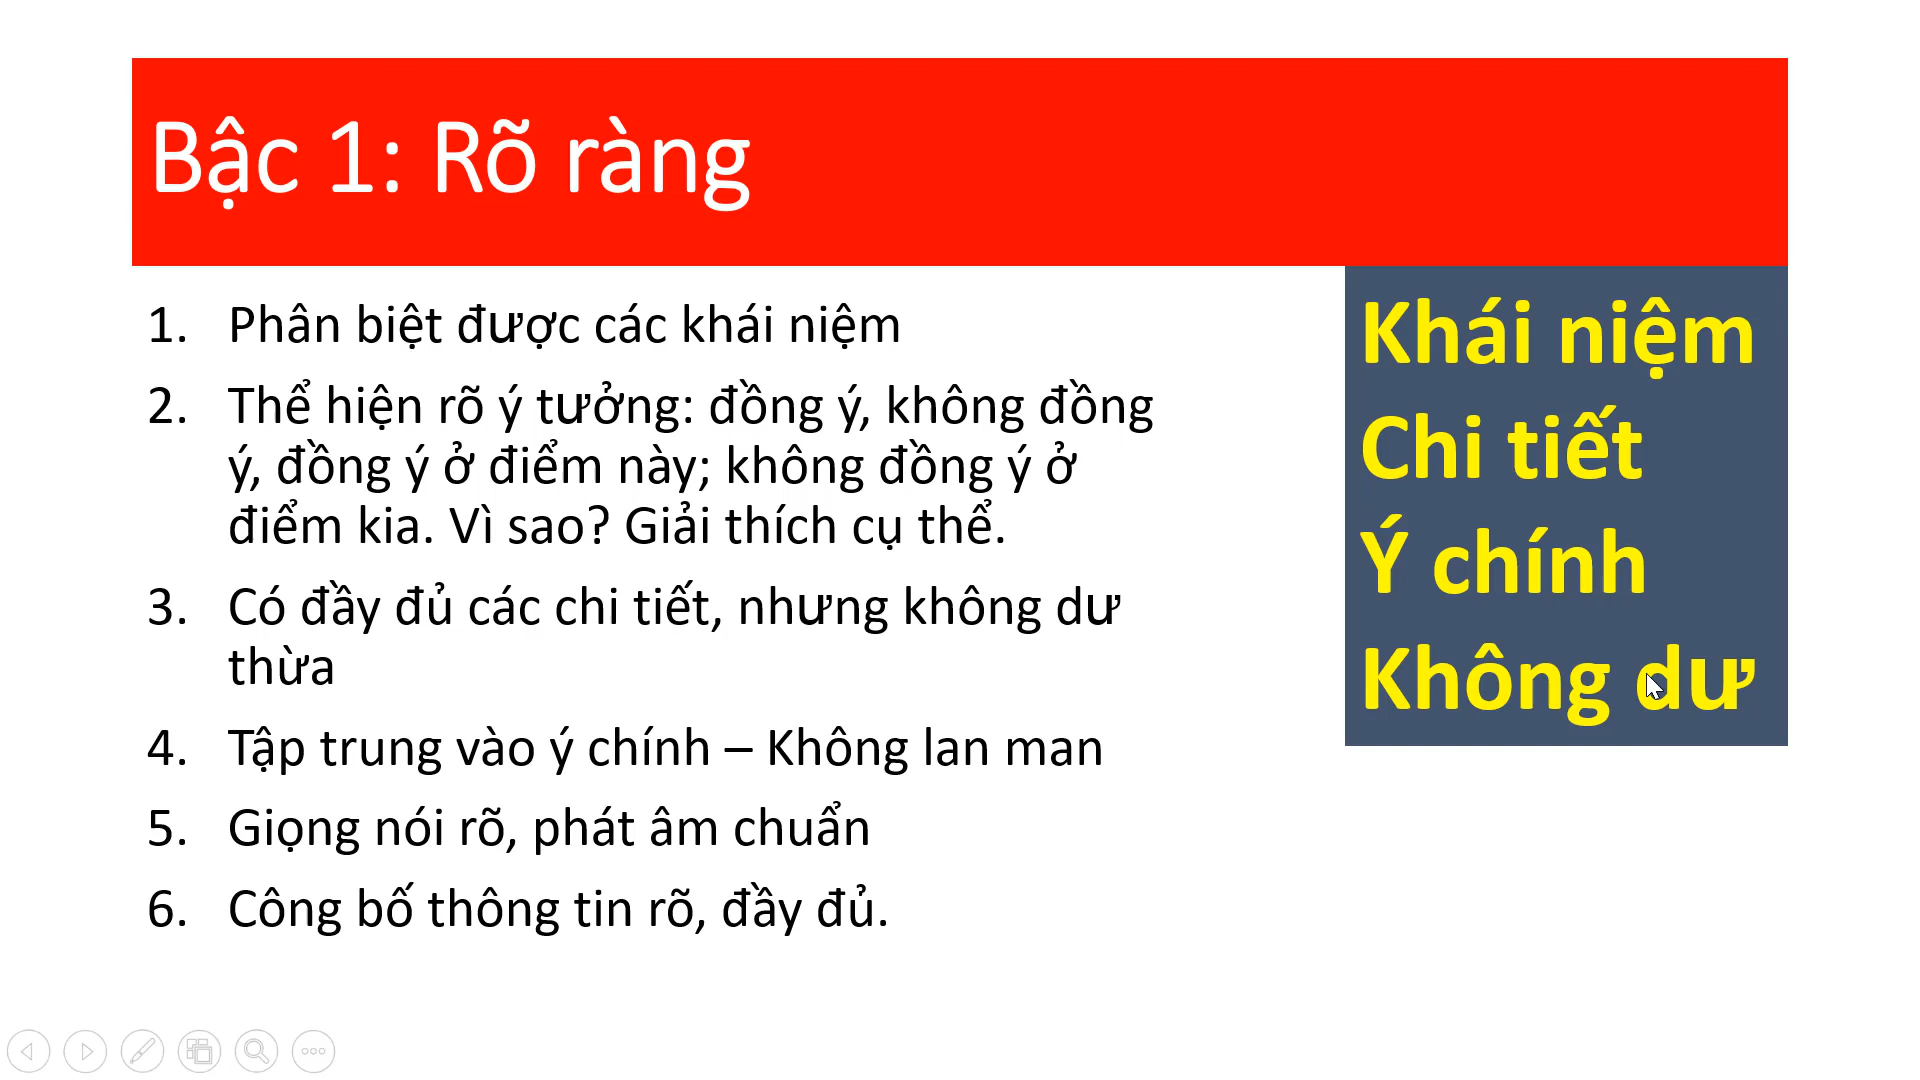 Bậc 1: Rõ ràng
1. Phân biệt được các khái niệm
2. Thể hiện rõ ý tưởng: đồng ý, không đồng
ý, đồng ý ở điểm này; không đồng ý ở
điểm kia. Vì sao? Giải thích cụ thể.
3. Có đầy đủ các chi tiết, nhưng không dư
thừa
4. Tập trung vào ý chính – Không lan man
5. Giọng nói rõ, phát âm chuẩn
6. Công bố thông tin rõ, đầy đủ.
Khái niệm
Chi tiết
Ý chính
Không dư